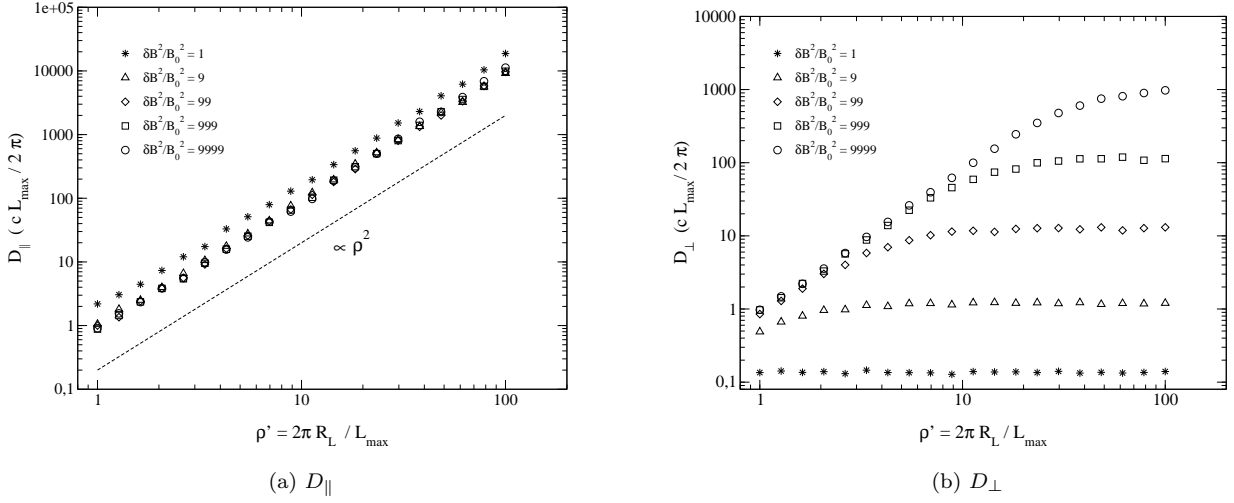 1e+05
10000
1000
100
10
1
0,1
D∥ ( c Lmax / 2 π)
δB²/B₀² = 1
δB²/B₀² = 9
δB²/B₀² = 99
δB²/B₀² = 999
δB²/B₀² = 9999
∝ ρ²
1 10 100
ρ' = 2π R_L / L_max
(a) D∥
10000
1000
100
10
1
0,1
D⊥ (c Lmax / 2 π)
δB²/B₀² = 1
δB²/B₀² = 9
δB²/B₀² = 99
δB²/B₀² = 999
δB²/B₀² = 9999
1 10 100
ρ' = 2π R_L / L_max
(b) D⊥